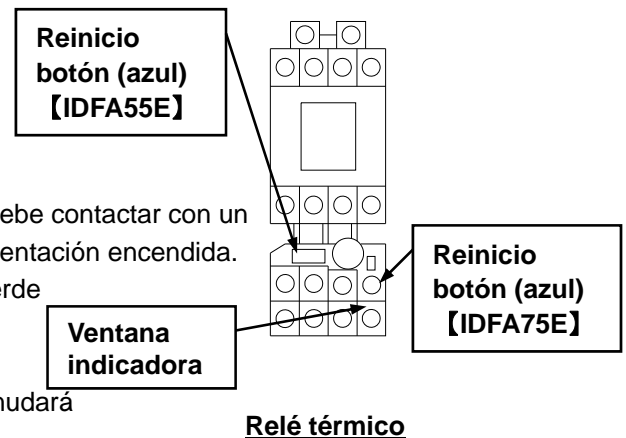 Reinicio
botón (azul)
【IDFA55E】
ebe contactar con un
entación encendida.
erde
Reinicio
botón (azul)
【IDFA75E】
Ventana
indicadora
nudará
Relé térmico